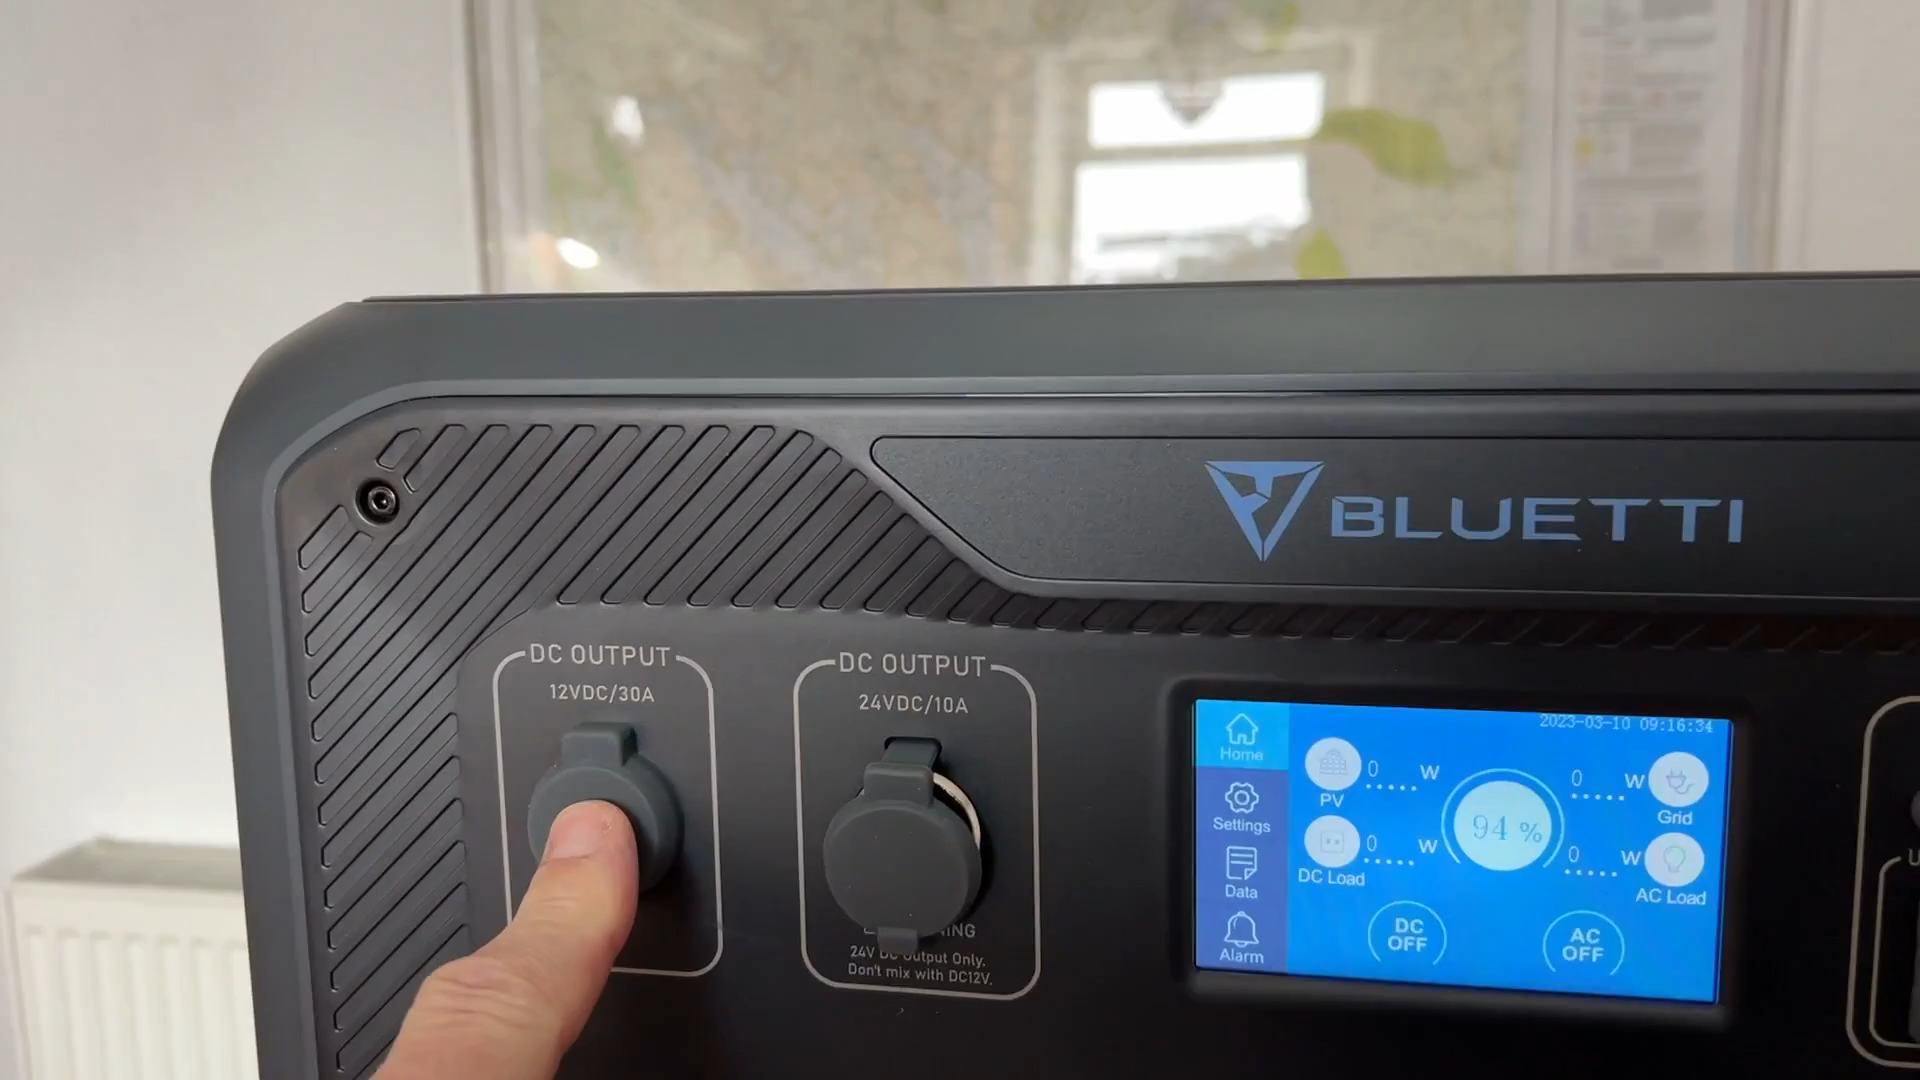 BLUETTI
DC OUTPUT
12VDC/30A
DC OUTPUT
24VDC/10A
24V DC Output Only.
Don't mix with DC12V.
2023-03-10 09:16:34
Home
Settings
Data
Alarm
0 W
PV
0 W
Grid
94 %
0 W
DC Load
0 W
AC Load
DC
OFF
AC
OFF